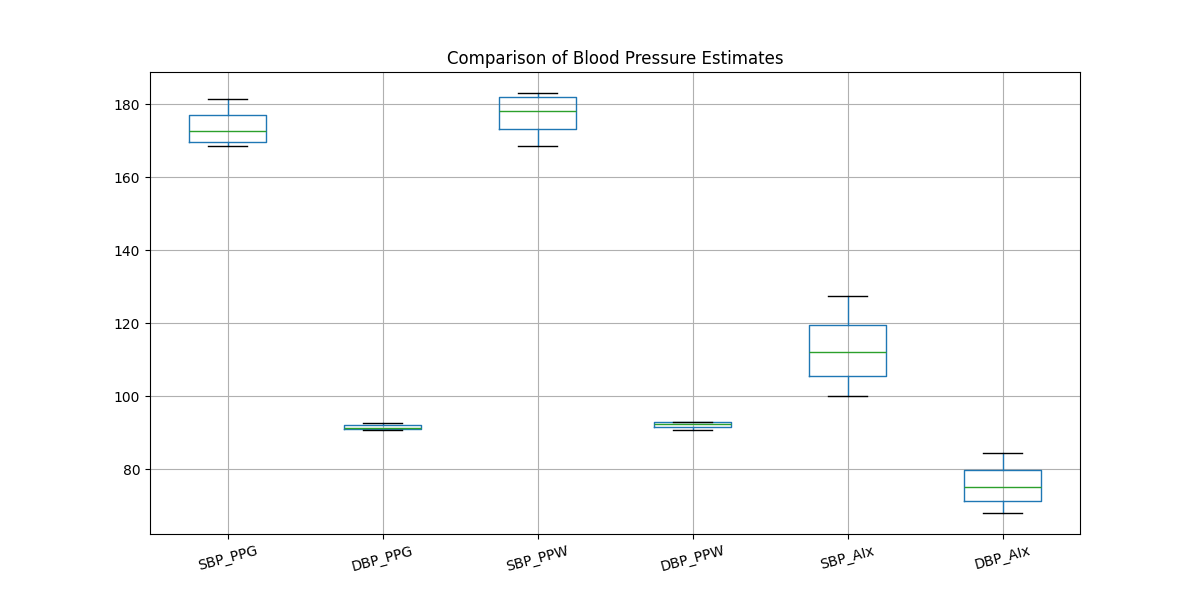 Comparison of Blood Pressure Estimates
180
160
140
120
100
80
SBP_PPG
DBP_PPG
SBP_PPW
DBP_PPW
SBP_AIx
DBP_AIx